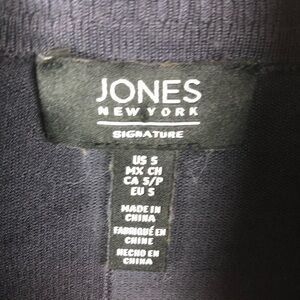 JONES
NEW YORK
SIGNATURE
US S
MX CH
CA S/P
EU S
MADE IN
CHINA
FABRIQUÉ EN
CHINE
HECHO EN
CHINA